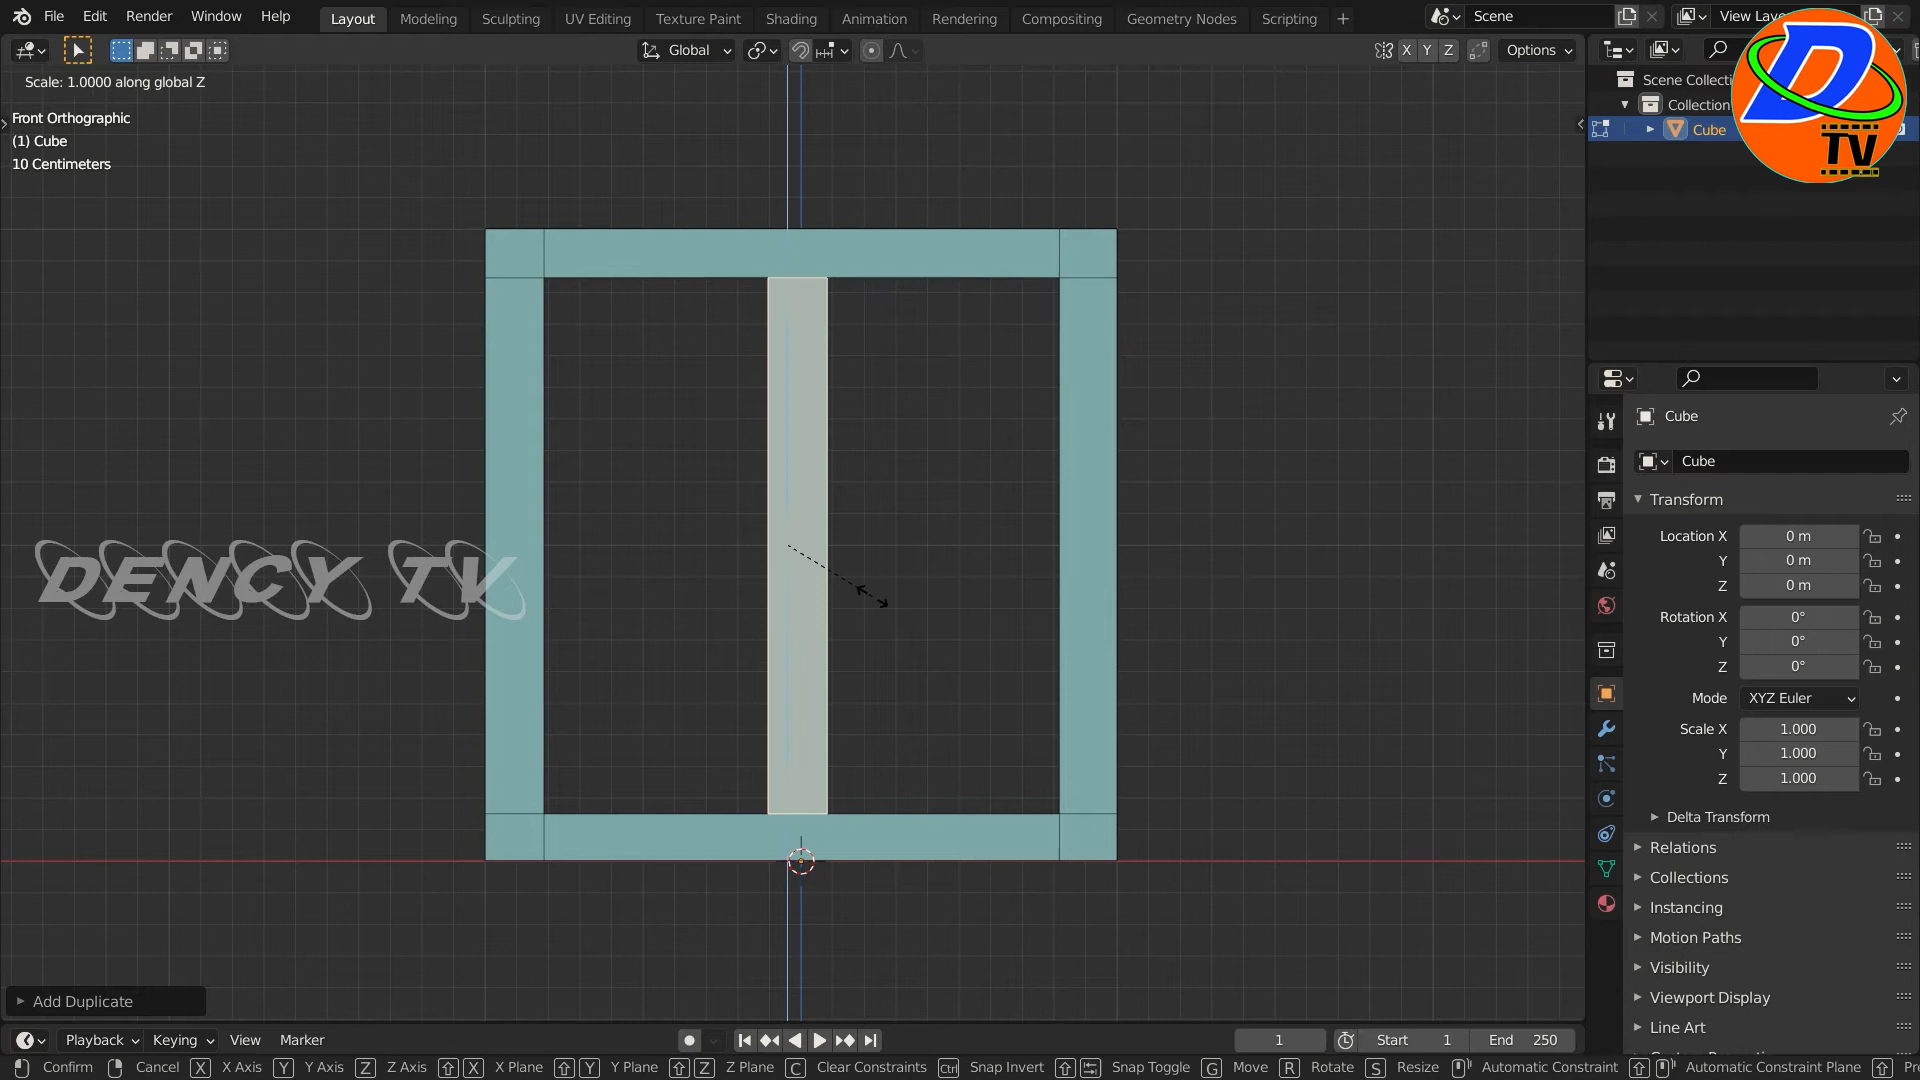 File Edit Render Window Help Layout Modeling Sculpting UV Editing Texture Paint Shading Animation Rendering Compositing Geometry Nodes Scripting + Scene
Global X Y Z Options
Scale: 1.0000 along global Z
Front Orthographic
(1) Cube
10 Centimeters
Collection
Cube
D
TV
DENCY TV
Cube
Cube
Transform
Location X 0 m
Y 0 m
Z 0 m
Rotation X 0°
Y 0°
Z 0°
Mode XYZ Euler
Scale X 1.000
Y 1.000
Z 1.000
Delta Transform
Relations
Collections
Instancing
Motion Paths
Visibility
Viewport Display
Line Art
Add Duplicate
Playback Keying View Marker 1 Start 1 End 250
Confirm Cancel X X Axis Y Y Axis Z Z Axis X X Plane Y Y Plane Z Z Plane C Clear Constraints Ctrl Snap Invert Snap Toggle G Move R Rotate S Resize Automatic Constraint Automatic Constraint Plane